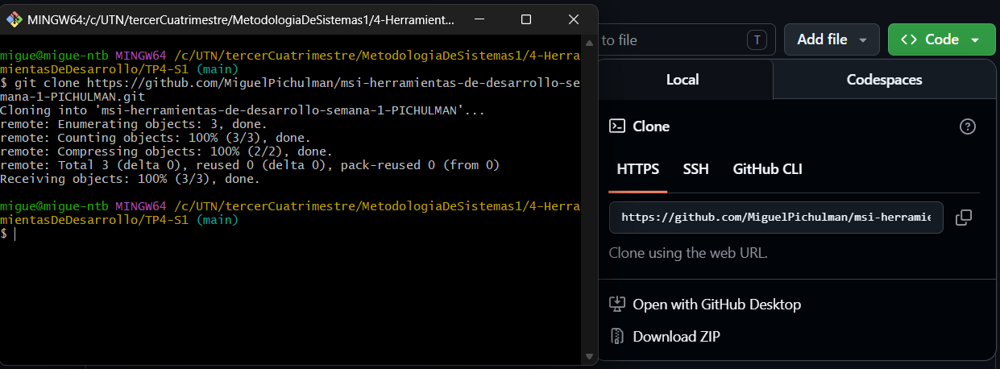 MINGW64:/c/UTN/tercerCuatrimestre/MetodologiaDeSistemas1/4-Herramient...
migue@migue-ntb MINGW64 /c/UTN/tercerCuatrimestre/MetodologiaDeSistemas1/4-Herra
mientasDeDesarrollo/TP4-S1 (main)
$ git clone https://github.com/MiguelPichulman/msi-herramientas-de-desarrollo-se
mana-1-PICHULMAN.git
Cloning into 'msi-herramientas-de-desarrollo-semana-1-PICHULMAN'...
remote: Enumerating objects: 3, done.
remote: Counting objects: 100% (3/3), done.
remote: Compressing objects: 100% (2/2), done.
remote: Total 3 (delta 0), reused 0 (delta 0), pack-reused 0 (from 0)
Receiving objects: 100% (3/3), done.
migue@migue-ntb MINGW64 /c/UTN/tercerCuatrimestre/MetodologiaDeSistemas1/4-Herra
mientasDeDesarrollo/TP4-S1 (main)
$
to file T Add file Code
Local Codespaces
Clone
HTTPS SSH GitHub CLI
https://github.com/MiguelPichulman/msi-herramie
Clone using the web URL.
Open with GitHub Desktop
Download ZIP